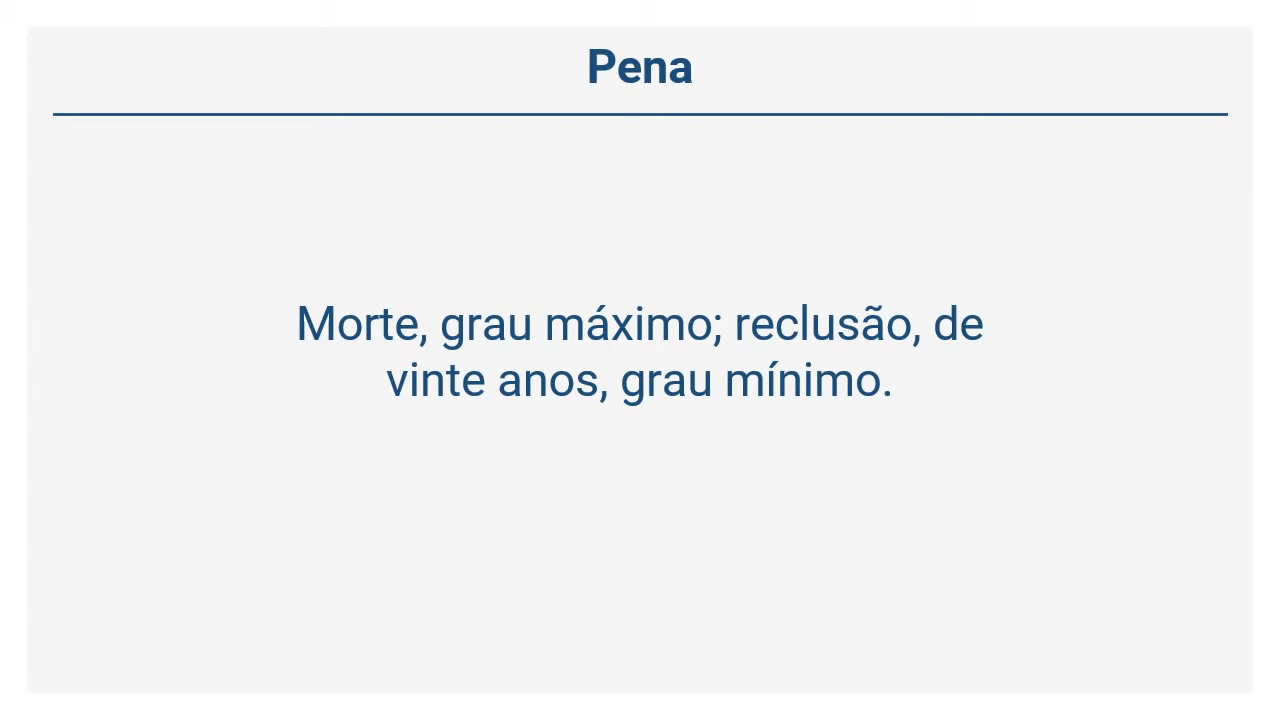 Pena
Morte, grau máximo; reclusão, de
vinte anos, grau mínimo.